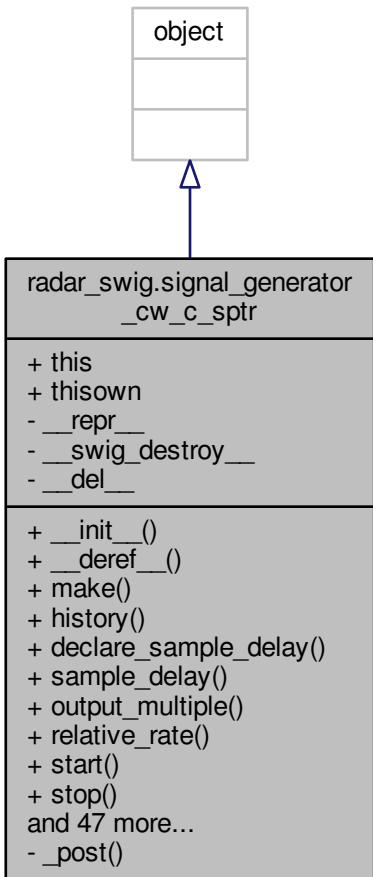 object
radar_swig.signal_generator
_cw_c_sptr
+ this
+ thisown
- __repr__
- __swig_destroy__
- __del__
+ __init__()
+ __deref__()
+ make()
+ history()
+ declare_sample_delay()
+ sample_delay()
+ output_multiple()
+ relative_rate()
+ start()
+ stop()
and 47 more...
- _post()